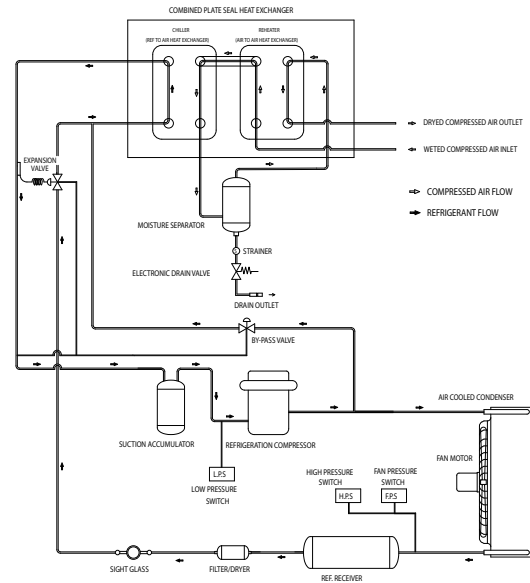 COMBINED PLATE SEAL HEAT EXCHANGER
CHILLER
(REF TO AIR HEAT EXCHANGER)
REHEATER
(AIR TO AIR HEAT EXCHANGER)
DRYED COMPRESSED AIR OUTLET
WETED COMPRESSED AIR INLET
EXPANSION
VALVE
COMPRESSED AIR FLOW
REFRIGERANT FLOW
MOISTURE SEPARATOR
S
STRAINER
ELECTRONIC DRAIN VALVE
DRAIN OUTLET
BY-PASS VALVE
AIR COOLED CONDENSER
SUCTION ACCUMULATOR
REFRIGERATION COMPRESSOR
FAN MOTOR
L.P.S
LOW PRESSURE
SWITCH
HIGH PRESSURE
SWITCH
H.P.S
FAN PRESSURE
SWITCH
F.P.S
SIGHT GLASS
FILTER/DRYER
REF. RECEIVER